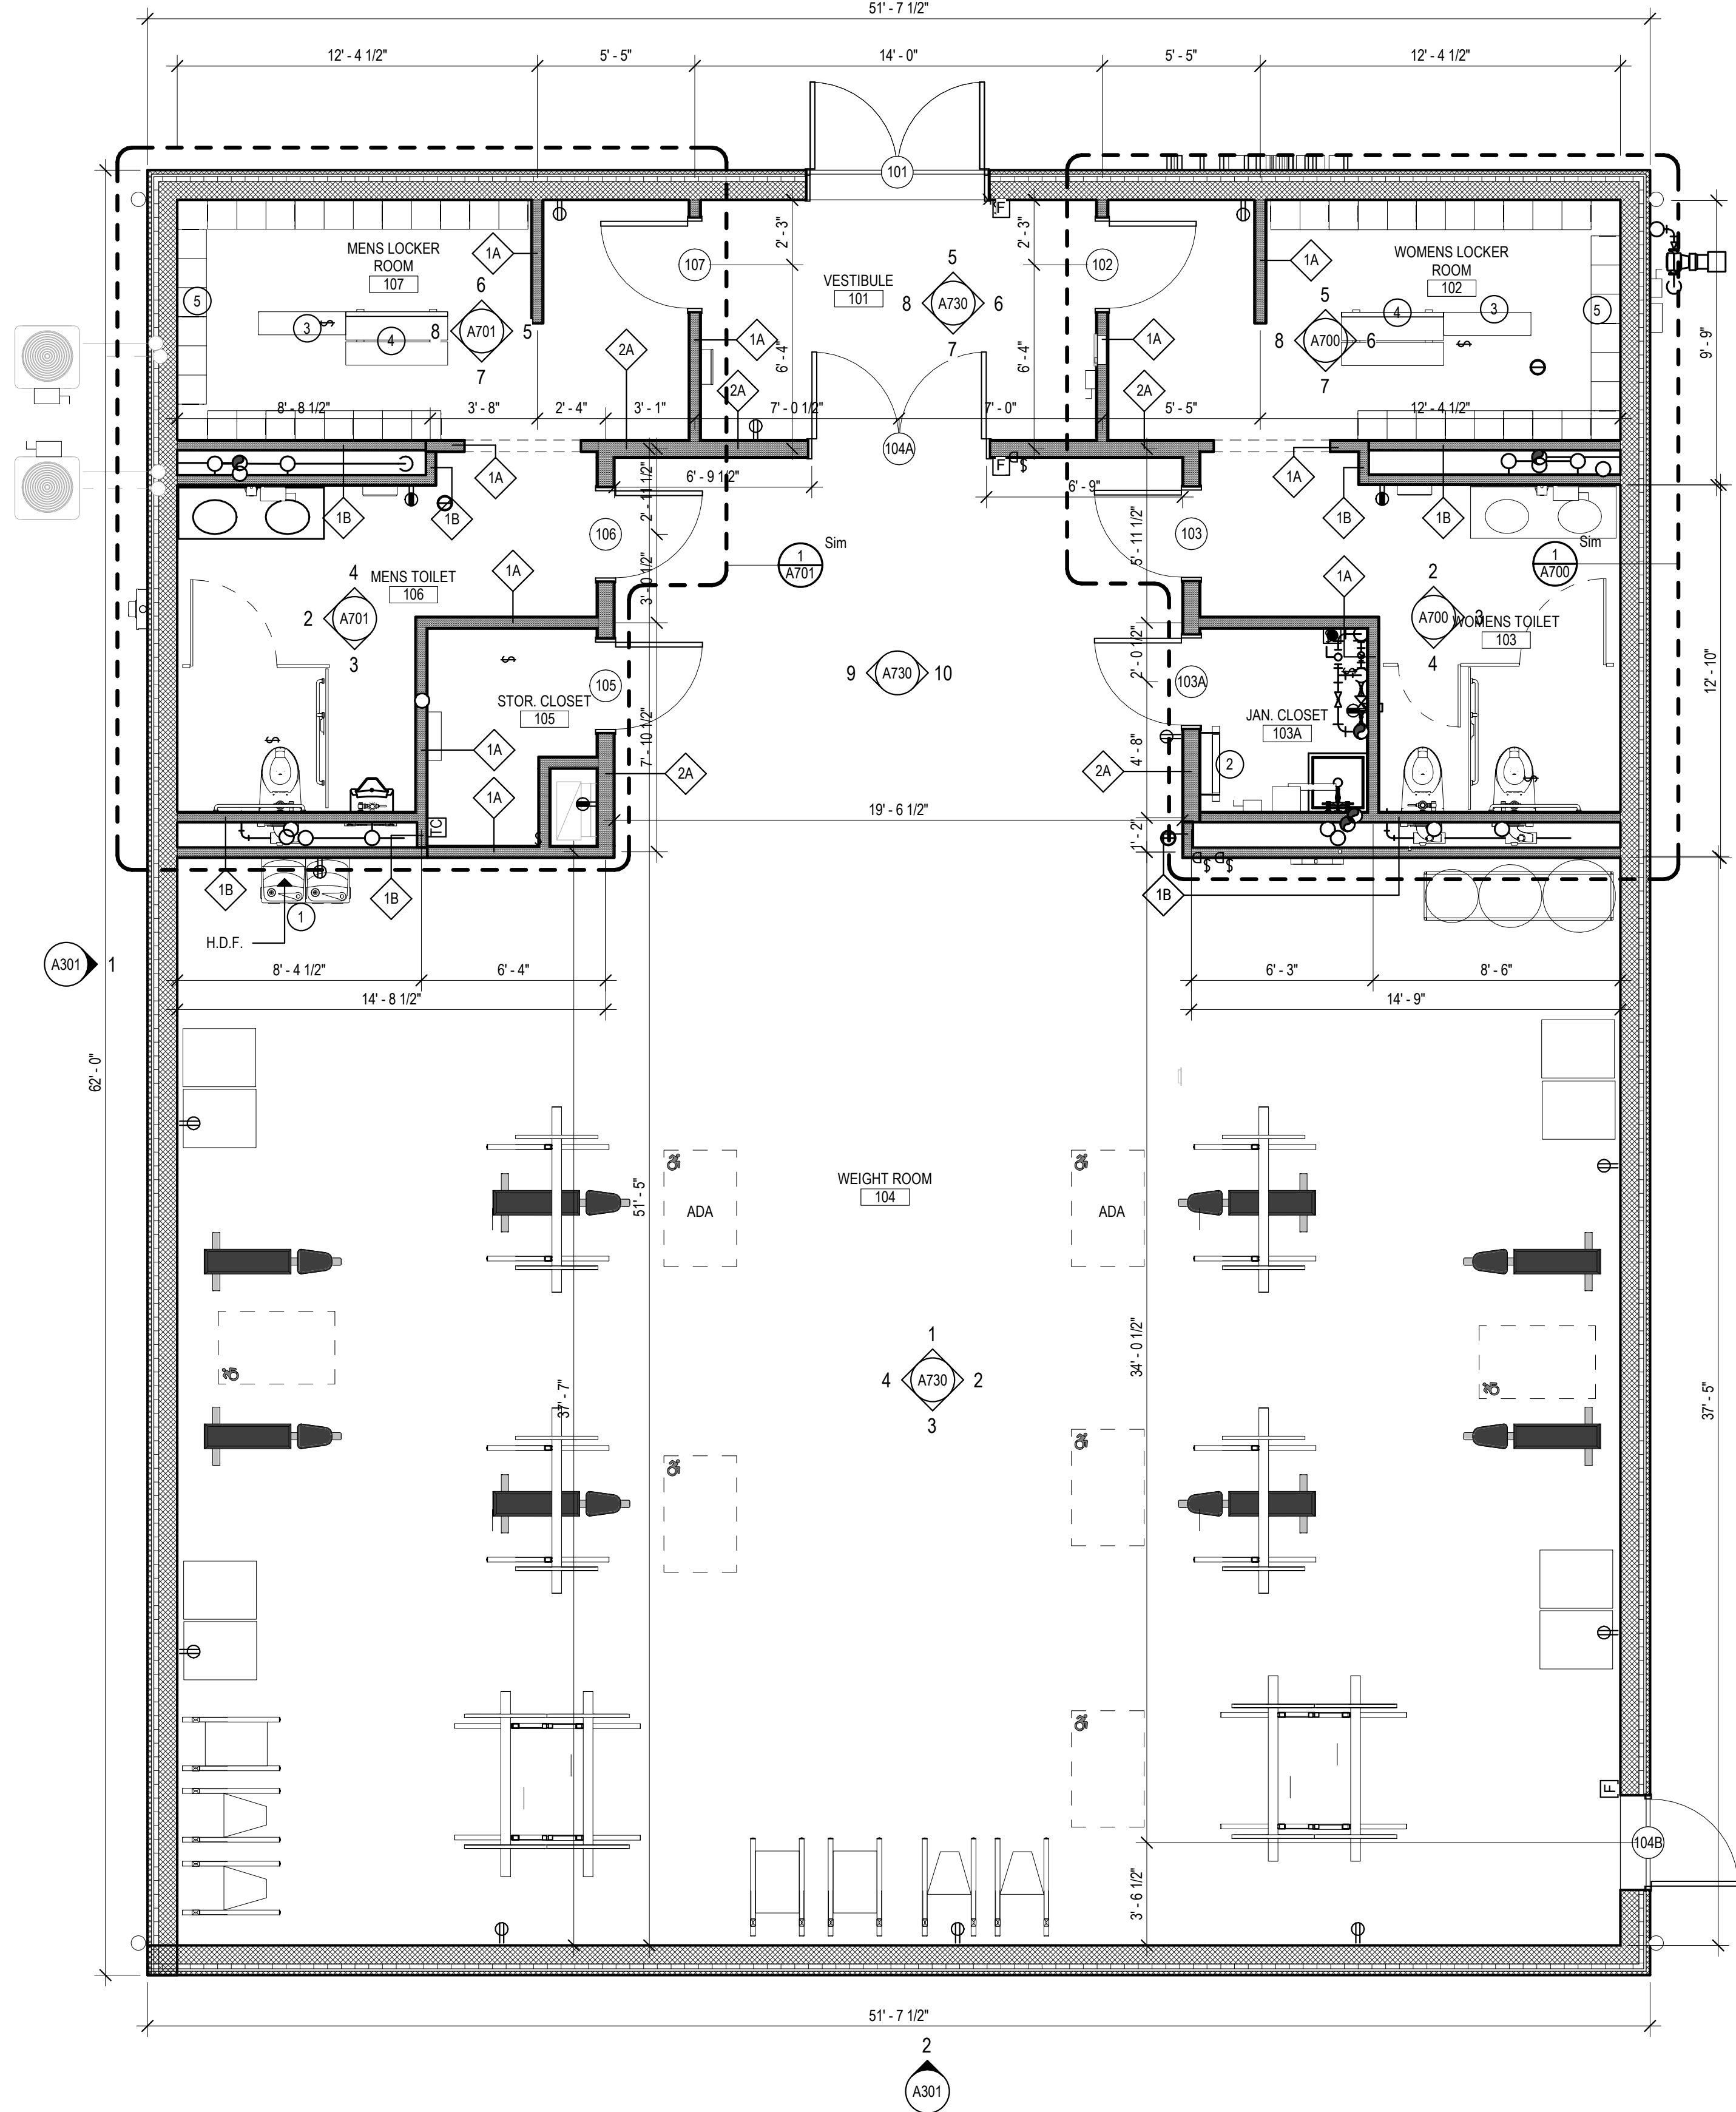 51' - 7 1/2"
12' - 4 1/2"
5' - 5"
14' - 0"
5' - 5"
12' - 4 1/2"
101
F
MENS LOCKER
ROOM
107
1A
6
8
A701
5
7
3
4
5
107
2' - 3"
VESTIBULE
101
5
8
A730
6
7
2' - 3"
102
1A
WOMENS LOCKER
ROOM
102
5
8
A700
6
7
4
3
5
2A
1A
2A
6' - 4"
6' - 4"
1A
2A
9' - 9"
8' - 8 1/2"
3' - 8"
2' - 4"
3' - 1"
7' - 0 1/2"
7' - 0"
5' - 5"
12' - 4 1/2"
104A
F
1A
1B
1B
6' - 9 1/2"
2' - 11 1/2"
6' - 9"
5' - 11 1/2"
1A
1B
1B
106
103
Sim
1
A701
Sim
1
A700
4
MENS TOILET
106
2
A701
3
1A
3' - 0 1/2"
1A
2
A700
3
WOMENS TOILET
103
4
9
A730
10
STOR. CLOSET
105
105
7' - 10 1/2"
2' - 0 1/2"
103A
JAN. CLOSET
103A
12' - 10"
1A
1A
2A
2A
4' - 8"
2
19' - 6 1/2"
TC
1' - 2"
1B
1B
1
H.D.F.
1B
A301
1
8' - 4 1/2"
6' - 4"
14' - 8 1/2"
6' - 3"
8' - 6"
14' - 9"
62' - 0"
51' - 5"
WEIGHT ROOM
104
ADA
ADA
37' - 7"
34' - 0 1/2"
37' - 5"
1
4
A730
2
3
F
104B
3' - 6 1/2"
51' - 7 1/2"
2
A301